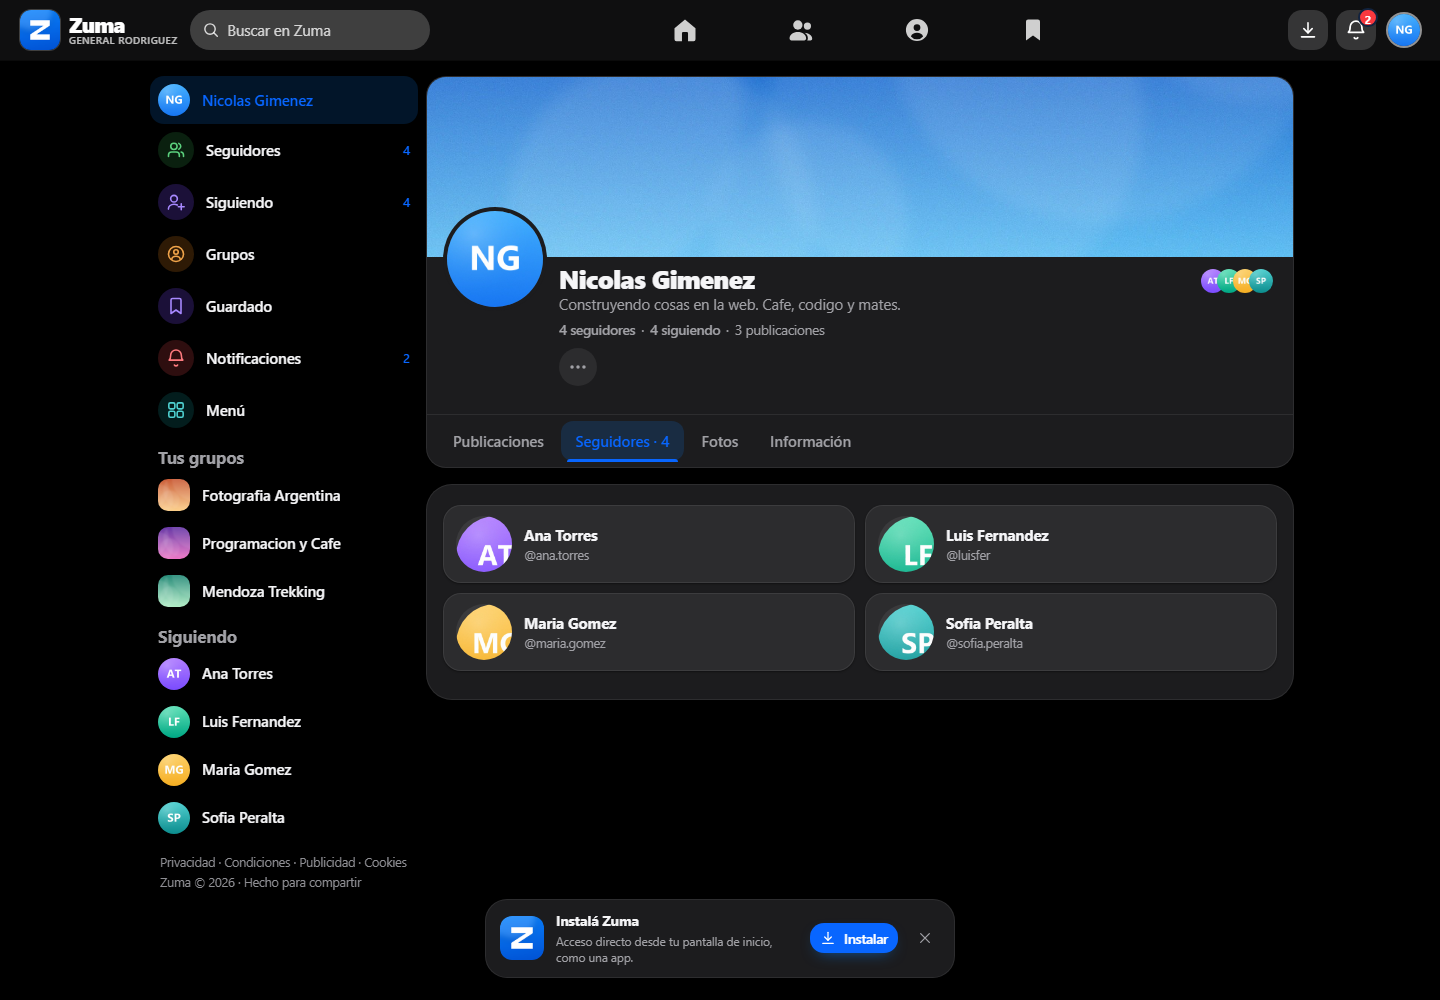 Zuma
GENERAL RODRIGUEZ
Buscar en Zuma
2
NG
NG
Nicolas Gimenez
Seguidores
4
Siguiendo
4
Grupos
Guardado
Notificaciones
2
Menú
Tus grupos
Fotografia Argentina
Programacion y Cafe
Mendoza Trekking
Siguiendo
AT
Ana Torres
LF
Luis Fernandez
MG
Maria Gomez
SP
Sofia Peralta
Privacidad · Condiciones · Publicidad · Cookies
Zuma © 2026 · Hecho para compartir
NG
Nicolas Gimenez
Construyendo cosas en la web. Cafe, codigo y mates.
4 seguidores · 4 siguiendo · 3 publicaciones
AT LF MG SP
Publicaciones
Seguidores · 4
Fotos
Información
AT
Ana Torres
@ana.torres
LF
Luis Fernandez
@luisfer
MG
Maria Gomez
@maria.gomez
SP
Sofia Peralta
@sofia.peralta
Instalá Zuma
Acceso directo desde tu pantalla de inicio,
como una app.
Instalar